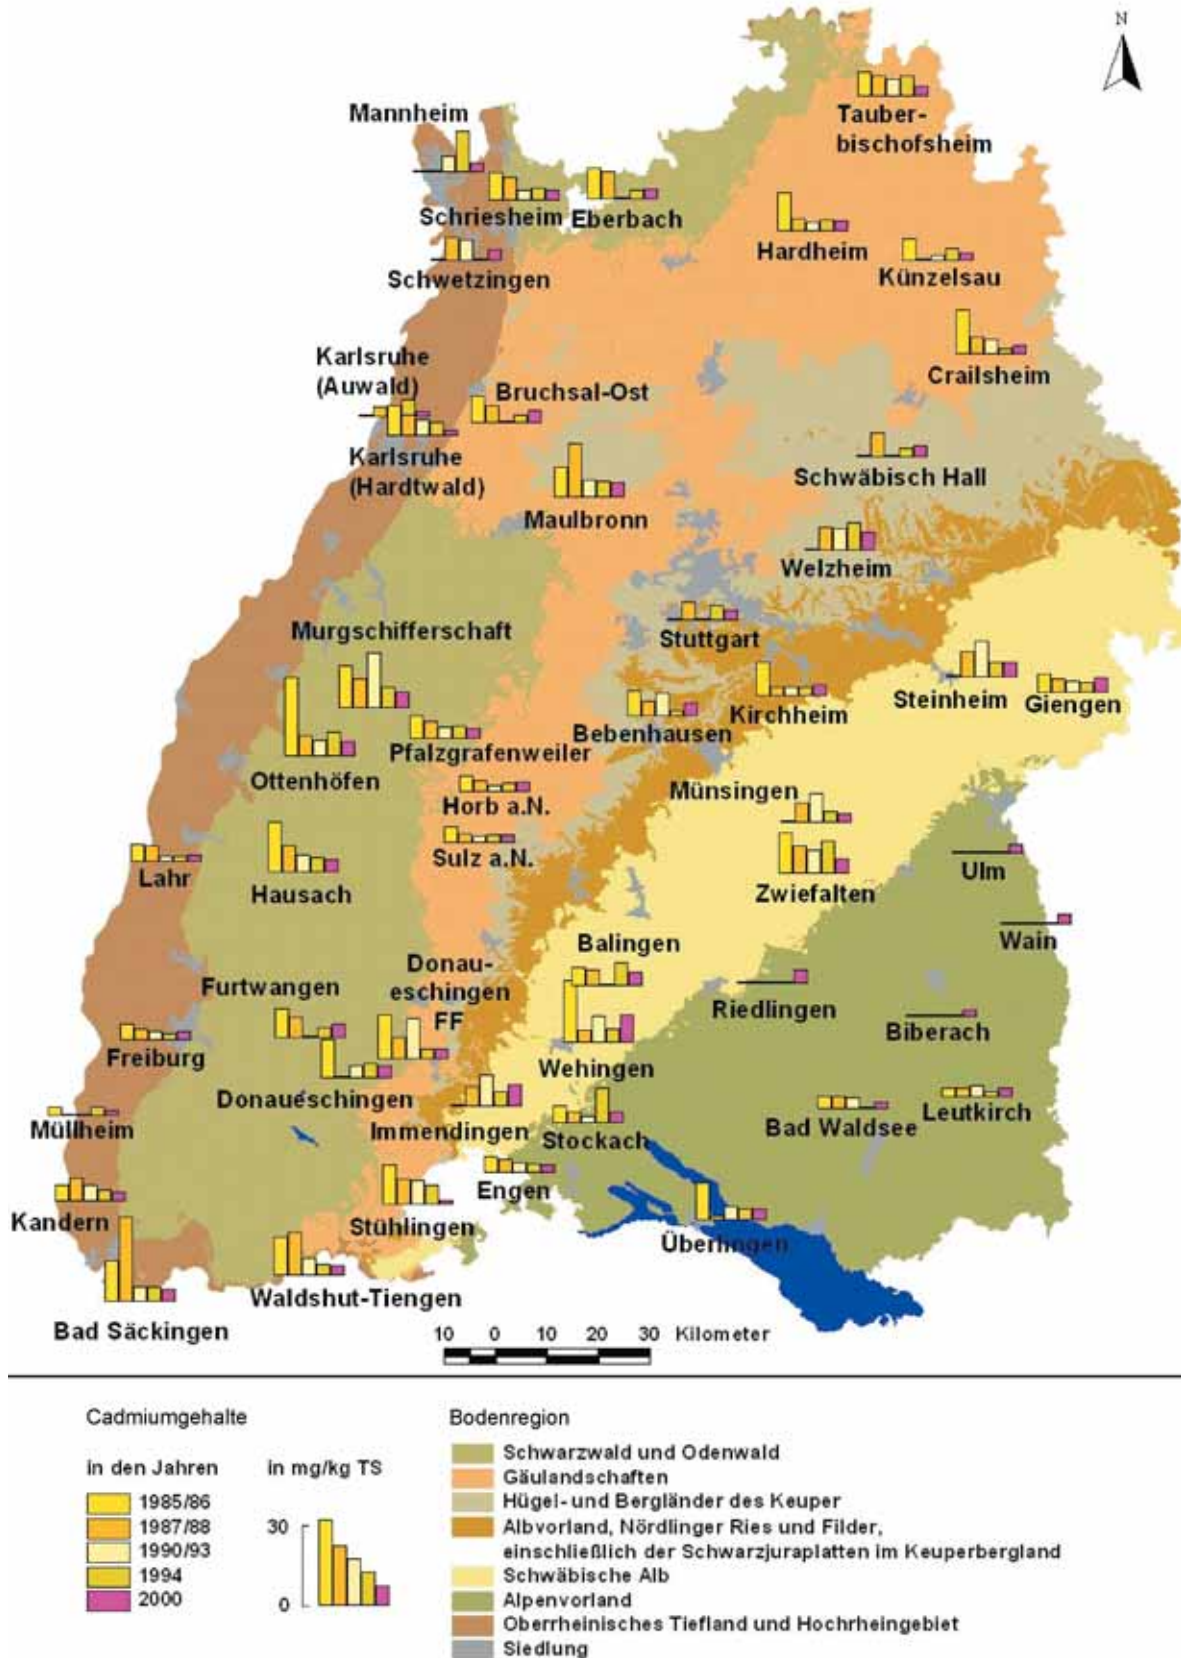 N
Tauber-
bischofsheim
Mannheim
Schriesheim
Eberbach
Hardheim
Künzelsau
Schwetzingen
Karlsruhe
(Auwald)
Bruchsal-Ost
Crailsheim
Karlsruhe
(Hardtwald)
Schwäbisch Hall
Maulbronn
Welzheim
Murgschifferschaft
Stuttgart
Steinheim
Giengen
Kirchheim
Bebenhausen
Pfalzgrafenweiler
Ottenhöfen
Münsingen
Horb a.N.
Sulz a.N.
Lahr
Hausach
Ulm
Zwiefalten
Wain
Balingen
Donau-
eschingen
FF
Furtwangen
Riedlingen
Biberach
Freiburg
Wehingen
Donaueschingen
Müllheim
Immendingen
Stockach
Bad Waldsee
Leutkirch
Engen
Kandern
Stühlingen
Überlingen
Waldshut-Tiengen
Bad Säckingen
10 0 10 20 30 Kilometer
Cadmiumgehalte
in den Jahren
1985/86
1987/88
1990/93
1994
2000
in mg/kg TS
30
0
Bodenregion
Schwarzwald und Odenwald
Gäulandschaften
Hügel- und Bergländer des Keuper
Albvorland, Nördlinger Ries und Filder,
einschließlich der Schwarzjuraplatten im Keuperbergland
Schwäbische Alb
Alpenvorland
Oberrheinisches Tiefland und Hochrheingebiet
Siedlung